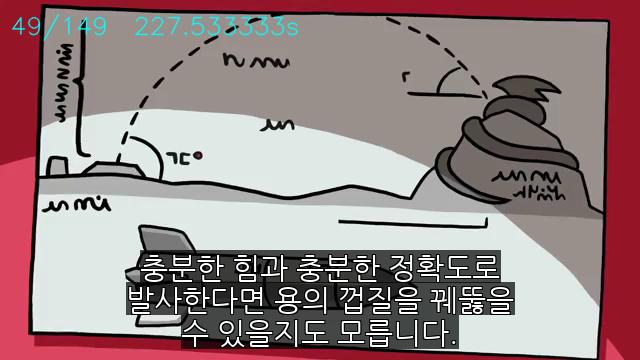 49/149 227.533333s
충분한 힘과 충분한 정확도로
발사한다면 용의 껍질을 꿰뚫을
수 있을지도 모릅니다.